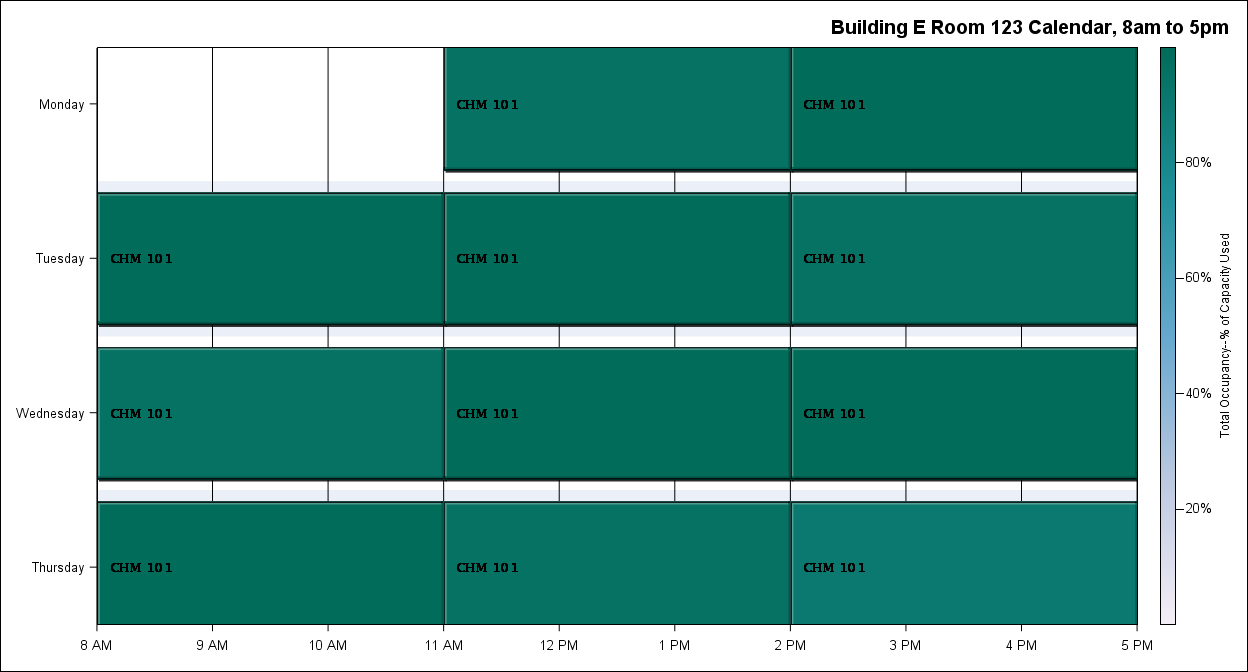 Building E Room 123 Calendar, 8am to 5pm
Monday
CHM 101
CHM 101
Tuesday
CHM 101
CHM 101
CHM 101
Wednesday
CHM 101
CHM 101
CHM 101
Thursday
CHM 101
CHM 101
CHM 101
8 AM
9 AM
10 AM
11 AM
12 PM
1 PM
2 PM
3 PM
4 PM
5 PM
80%
60%
40%
20%
Total Occupancy--% of Capacity Used